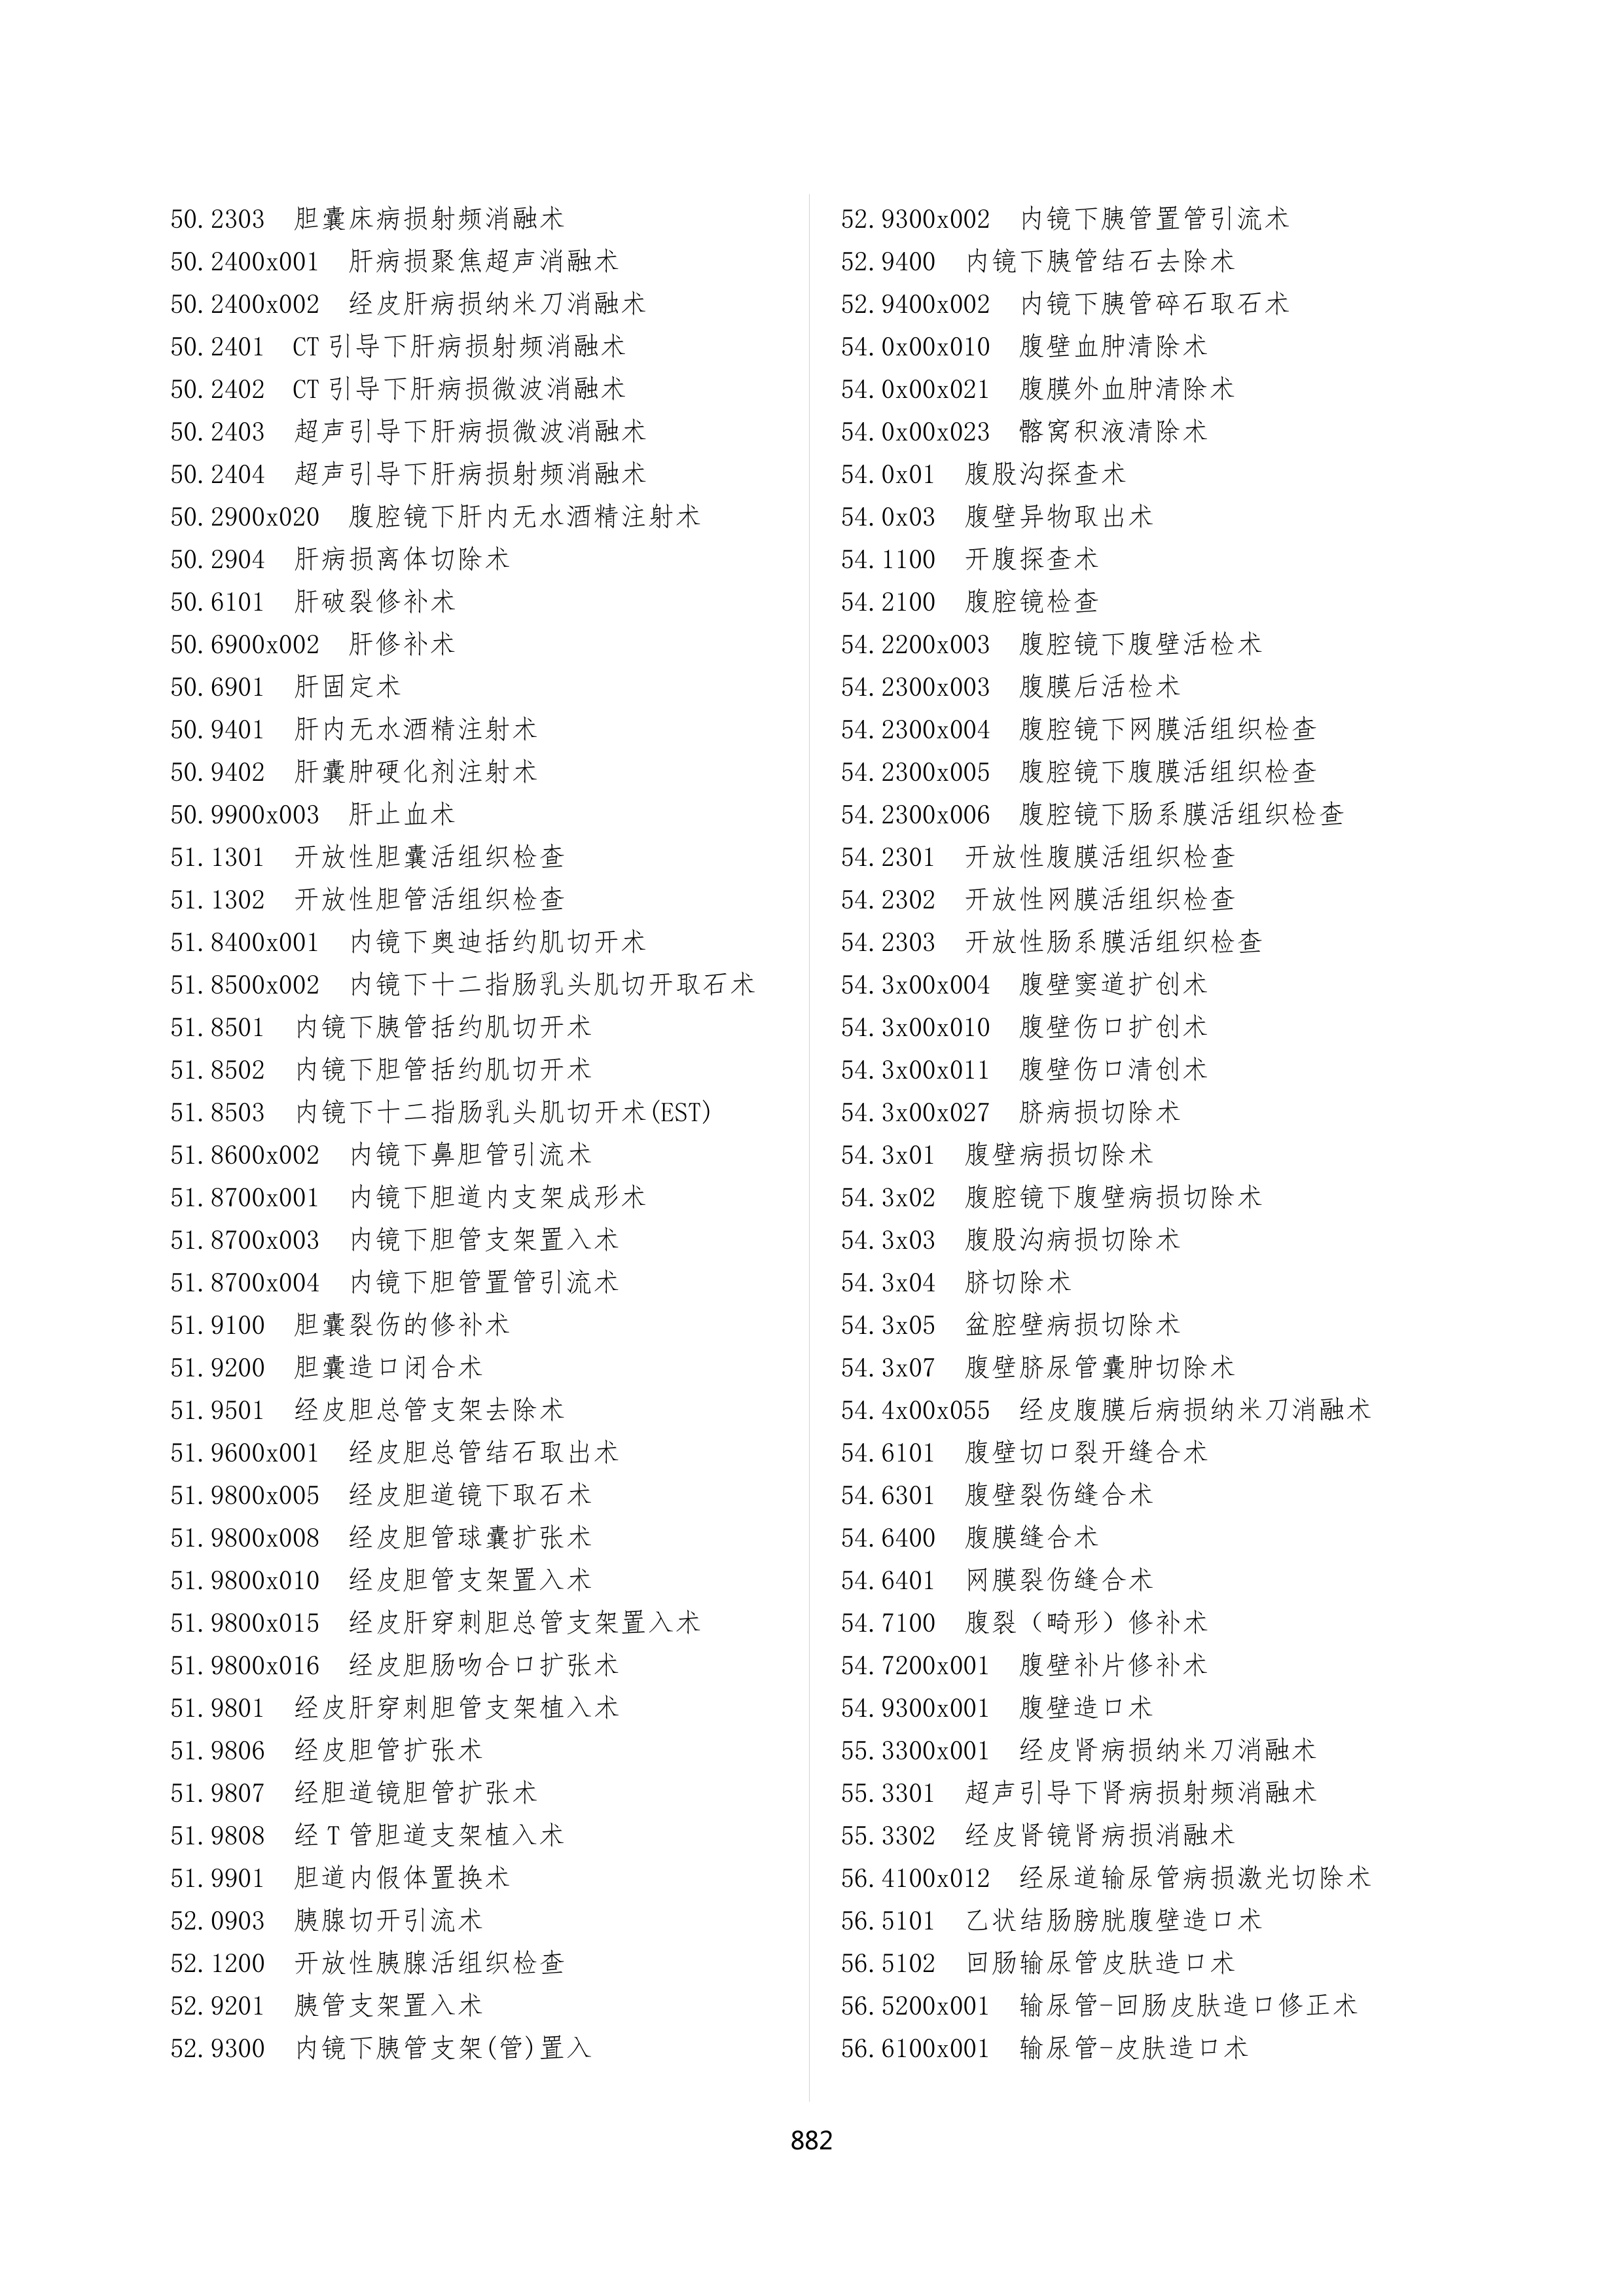 50.2303 胆囊床病损射频消融术
50.2400x001 肝病损聚焦超声消融术
50.2400x002 经皮肝病损纳米刀消融术
50.2401 CT引导下肝病损射频消融术
50.2402 CT引导下肝病损微波消融术
50.2403 超声引导下肝病损微波消融术
50.2404 超声引导下肝病损射频消融术
50.2900x020 腹腔镜下肝内无水酒精注射术
50.2904 肝病损离体切除术
50.6101 肝破裂修补术
50.6900x002 肝修补术
50.6901 肝固定术
50.9401 肝内无水酒精注射术
50.9402 肝囊肿硬化剂注射术
50.9900x003 肝止血术
51.1301 开放性胆囊活组织检查
51.1302 开放性胆管活组织检查
51.8400x001 内镜下奥迪括约肌切开术
51.8500x002 内镜下十二指肠乳头肌切开取石术
51.8501 内镜下胰管括约肌切开术
51.8502 内镜下胆管括约肌切开术
51.8503 内镜下十二指肠乳头肌切开术(EST)
51.8600x002 内镜下鼻胆管引流术
51.8700x001 内镜下胆道内支架成形术
51.8700x003 内镜下胆管支架置入术
51.8700x004 内镜下胆管置管引流术
51.9100 胆囊裂伤的修补术
51.9200 胆囊造口闭合术
51.9501 经皮胆总管支架去除术
51.9600x001 经皮胆总管结石取出术
51.9800x005 经皮胆道镜下取石术
51.9800x008 经皮胆管球囊扩张术
51.9800x010 经皮胆管支架置入术
51.9800x015 经皮肝穿刺胆总管支架置入术
51.9800x016 经皮胆肠吻合口扩张术
51.9801 经皮肝穿刺胆管支架植入术
51.9806 经皮胆管扩张术
51.9807 经胆道镜胆管扩张术
51.9808 经T管胆道支架植入术
51.9901 胆道内假体置换术
52.0903 胰腺切开引流术
52.1200 开放性胰腺活组织检查
52.9201 胰管支架置入术
52.9300 内镜下胰管支架(管)置入
52.9300x002 内镜下胰管置管引流术
52.9400 内镜下胰管结石去除术
52.9400x002 内镜下胰管碎石取石术
54.0x00x010 腹壁血肿清除术
54.0x00x021 腹膜外血肿清除术
54.0x00x023 髂窝积液清除术
54.0x01 腹股沟探查术
54.0x03 腹壁异物取出术
54.1100 开腹探查术
54.2100 腹腔镜检查
54.2200x003 腹腔镜下腹壁活检术
54.2300x003 腹膜后活检术
54.2300x004 腹腔镜下网膜活组织检查
54.2300x005 腹腔镜下腹膜活组织检查
54.2300x006 腹腔镜下肠系膜活组织检查
54.2301 开放性腹膜活组织检查
54.2302 开放性网膜活组织检查
54.2303 开放性肠系膜活组织检查
54.3x00x004 腹壁窦道扩创术
54.3x00x010 腹壁伤口扩创术
54.3x00x011 腹壁伤口清创术
54.3x00x027 脐病损切除术
54.3x01 腹壁病损切除术
54.3x02 腹腔镜下腹壁病损切除术
54.3x03 腹股沟病损切除术
54.3x04 脐切除术
54.3x05 盆腔壁病损切除术
54.3x07 腹壁脐尿管囊肿切除术
54.4x00x055 经皮腹膜后病损纳米刀消融术
54.6101 腹壁切口裂开缝合术
54.6301 腹壁裂伤缝合术
54.6400 腹膜缝合术
54.6401 网膜裂伤缝合术
54.7100 腹裂（畸形）修补术
54.7200x001 腹壁补片修补术
54.9300x001 腹壁造口术
55.3300x001 经皮肾病损纳米刀消融术
55.3301 超声引导下肾病损射频消融术
55.3302 经皮肾镜肾病损消融术
56.4100x012 经尿道输尿管病损激光切除术
56.5101 乙状结肠膀胱腹壁造口术
56.5102 回肠输尿管皮肤造口术
56.5200x001 输尿管-回肠皮肤造口修正术
56.6100x001 输尿管-皮肤造口术
882